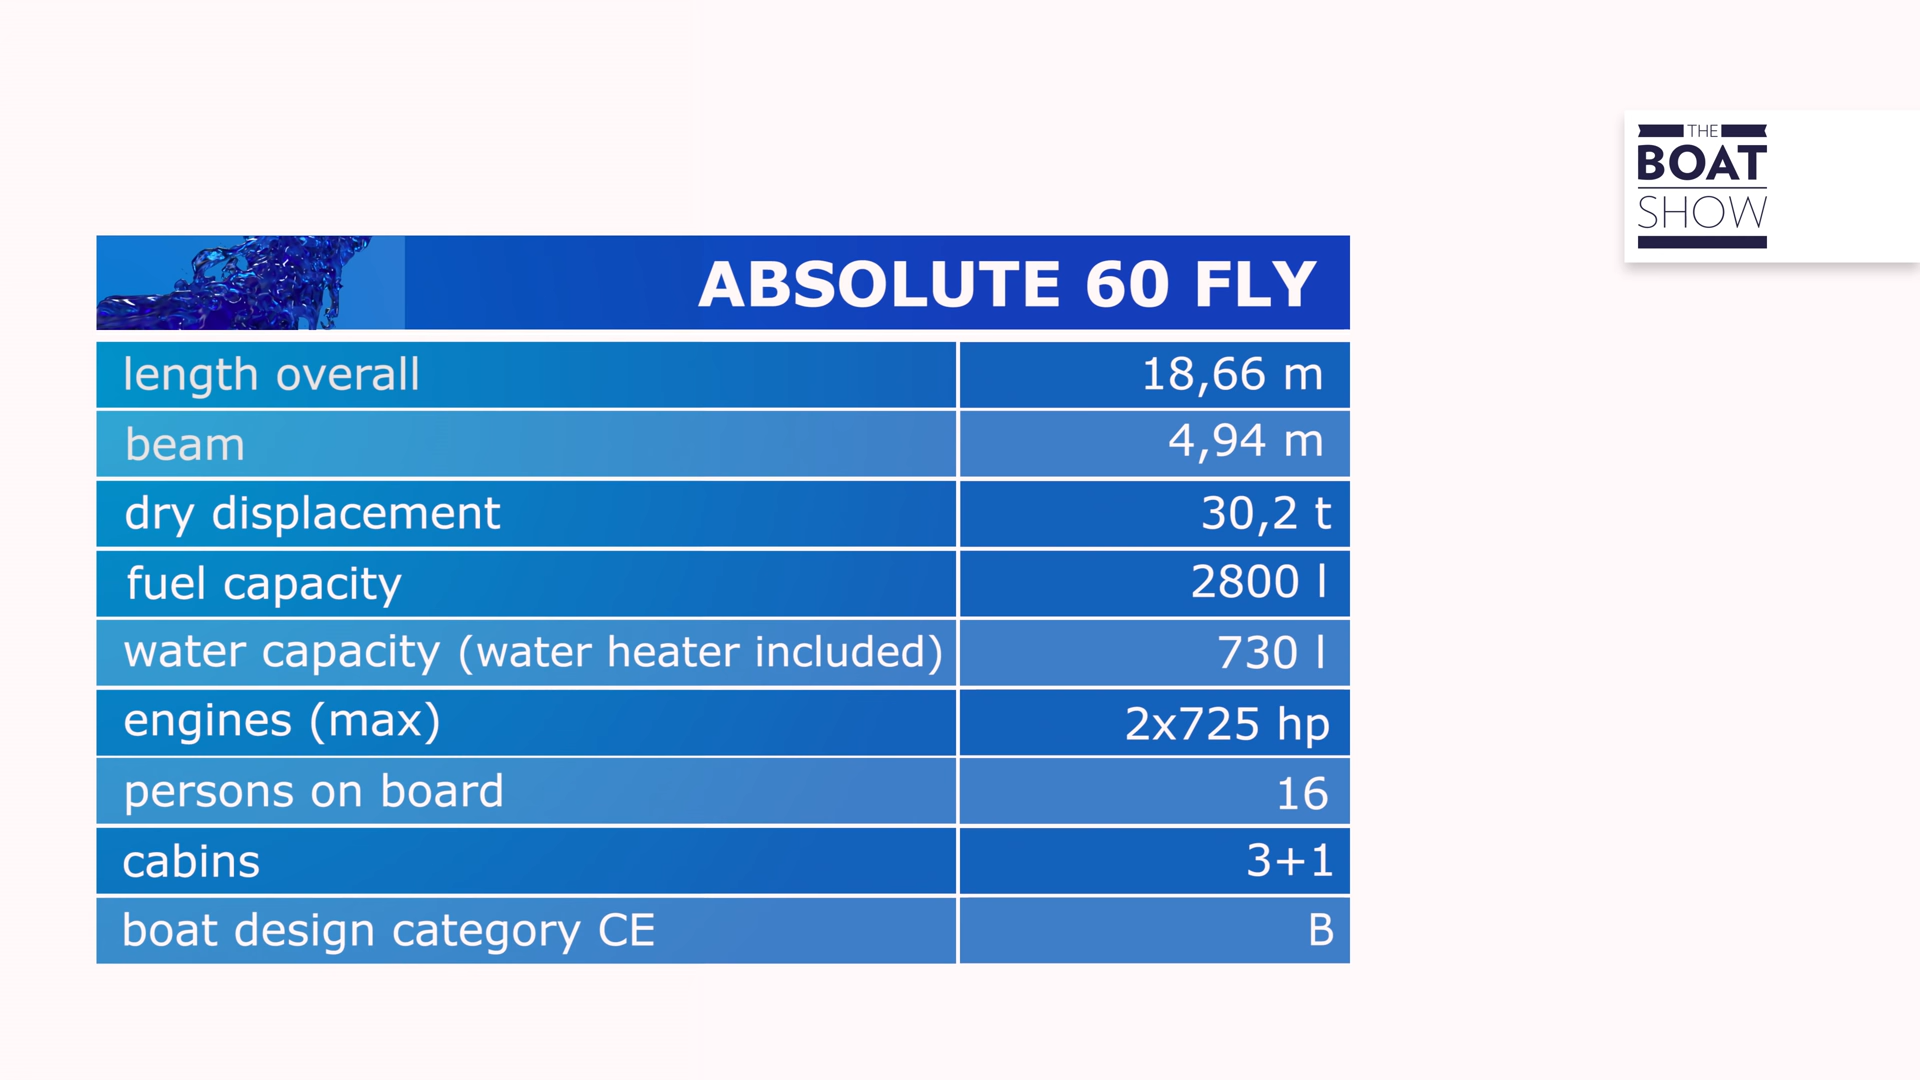 THE
BOAT
SHOW
ABSOLUTE 60 FLY
length overall 18,66 m
beam 4,94 m
dry displacement 30,2 t
fuel capacity 2800 l
water capacity (water heater included) 730 l
engines (max) 2x725 hp
persons on board 16
cabins 3+1
boat design category CE B